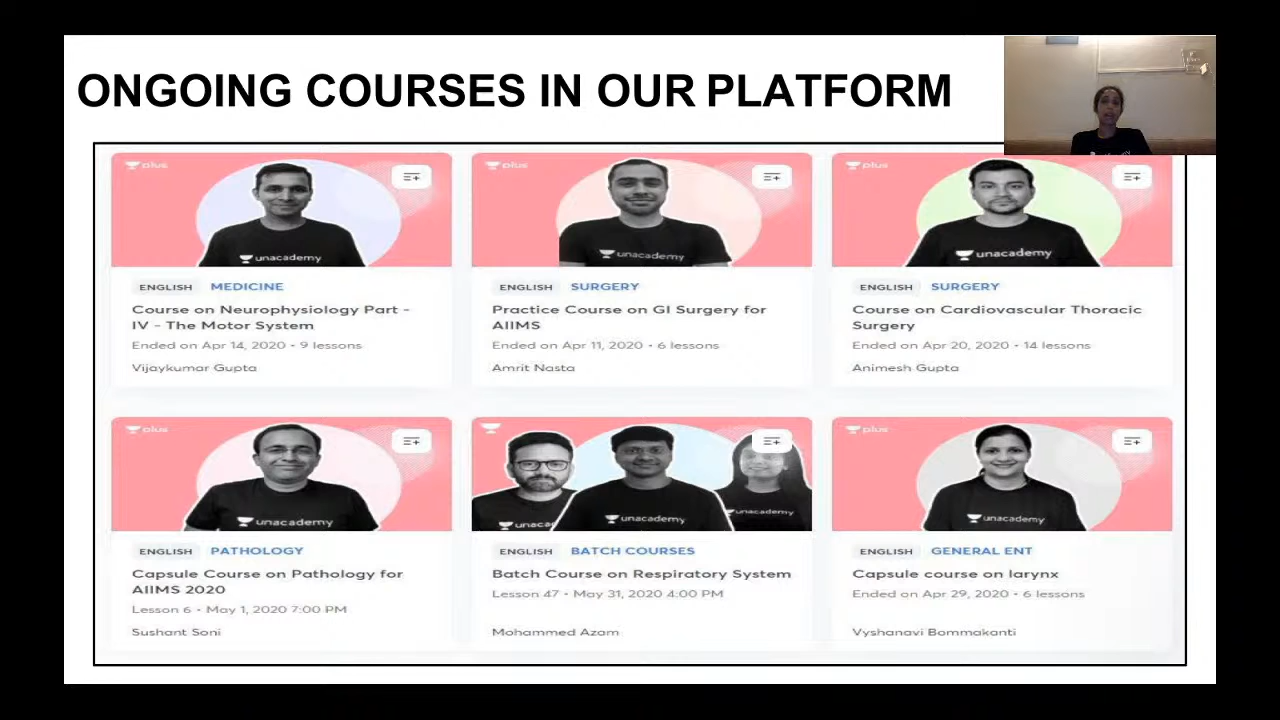 ONGOING COURSES IN OUR PLATFORM
plus
plus
plus
unacademy
unacademy
unacademy
ENGLISH MEDICINE
ENGLISH SURGERY
ENGLISH SURGERY
Course on Neurophysiology Part -
IV - The Motor System
Practice Course on GI Surgery for
AIIMS
Course on Cardiovascular Thoracic
Surgery
Ended on Apr 14, 2020 • 9 lessons
Ended on Apr 11, 2020 • 6 lessons
Ended on Apr 20, 2020 • 14 lessons
Vijaykumar Gupta
Amrit Nasta
Animesh Gupta
plus
plus
unacademy
unaca
unacademy
unacademy
unacademy
ENGLISH PATHOLOGY
ENGLISH BATCH COURSES
ENGLISH GENERAL ENT
Capsule Course on Pathology for
AIIMS 2020
Batch Course on Respiratory System
Capsule course on larynx
Lesson 6 • May 1, 2020 7:00 PM
Lesson 47 • May 31, 2020 4:00 PM
Ended on Apr 29, 2020 • 6 lessons
Sushant Soni
Mohammed Azam
Vyshanavi Bommakanti